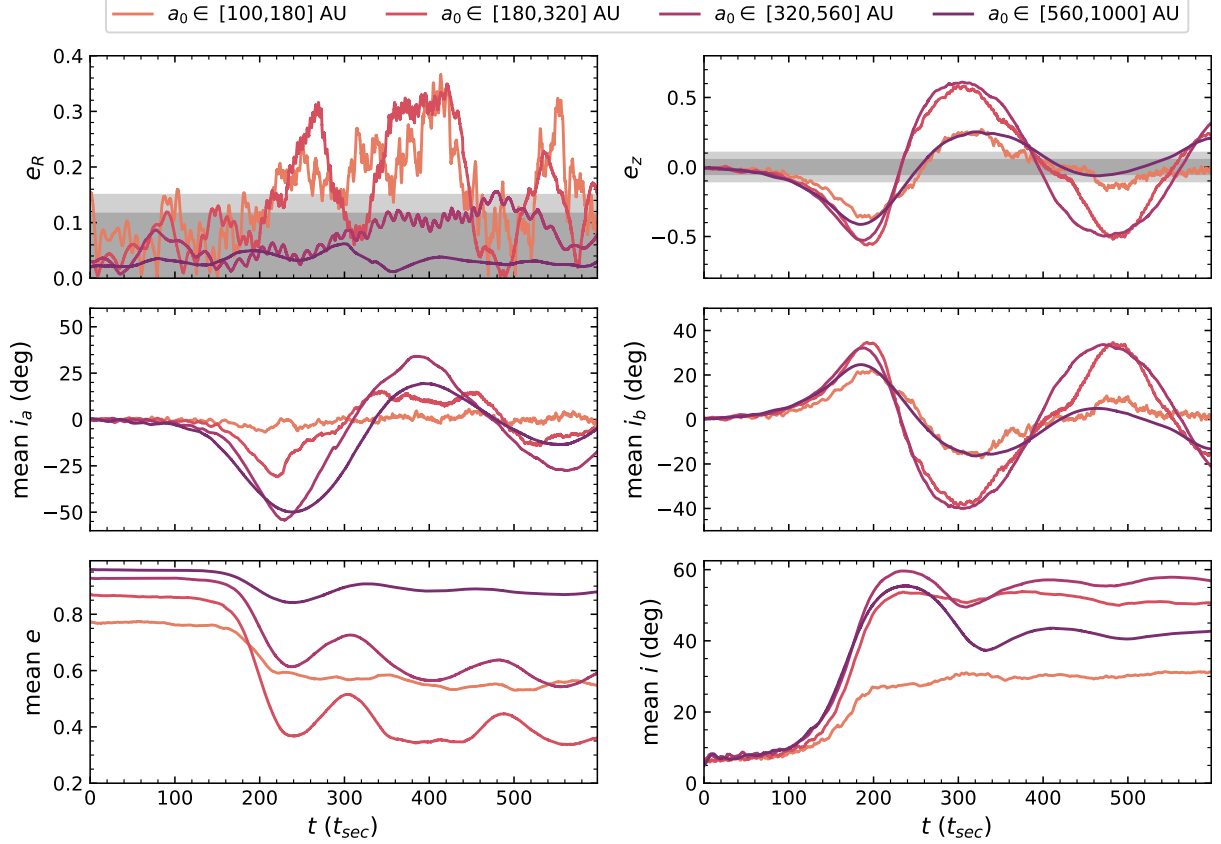 a₀ ∈ [100,180] AU a₀ ∈ [180,320] AU a₀ ∈ [320,560] AU a₀ ∈ [560,1000] AU
e_R
0.4
0.3
0.2
0.1
0.0
e_z
0.5
0.0
−0.5
mean i_a (deg)
50
25
0
−25
−50
mean i_b (deg)
40
20
0
−20
−40
mean e
0.8
0.6
0.4
0.2
0 100 200 300 400 500
t (t_sec)
mean i (deg)
60
40
20
0
0 100 200 300 400 500
t (t_sec)